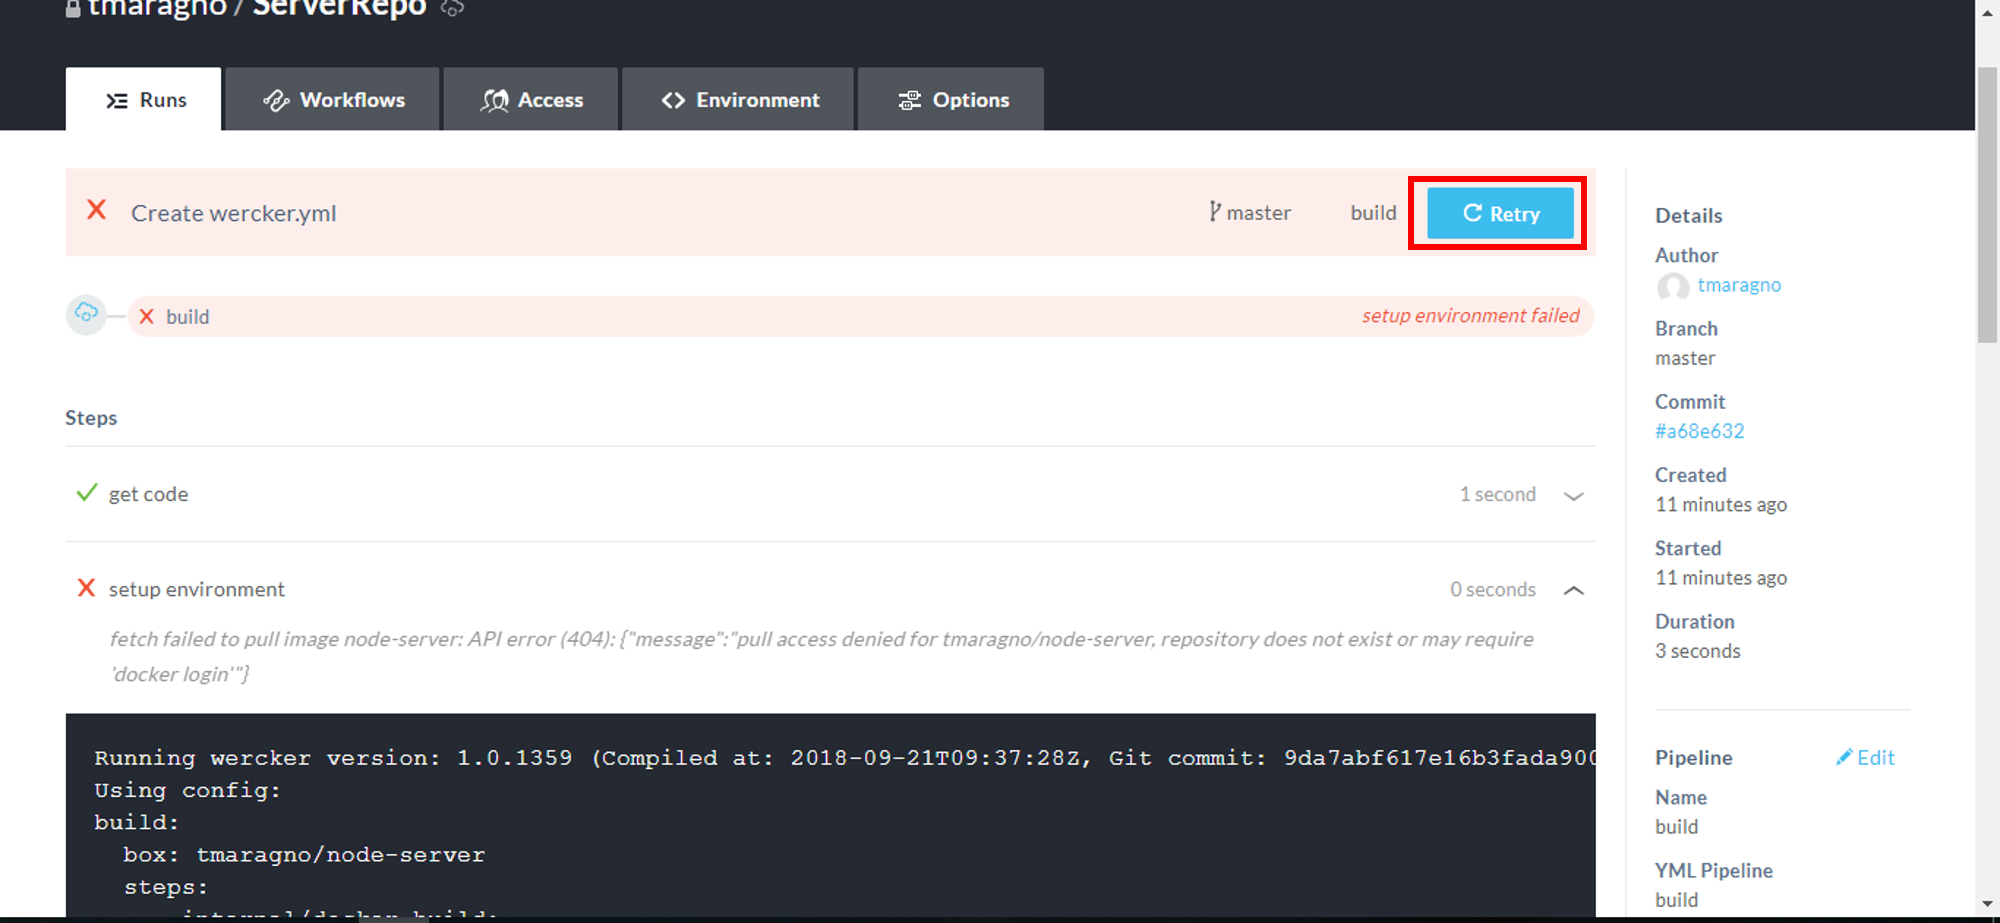 tmaragno / ServerRepo
Runs
Workflows
Access
Environment
Options
Create wercker.yml
master
build
Retry
build
setup environment failed
Steps
get code
1 second
setup environment
0 seconds
fetch failed to pull image node-server: API error (404): {"message":"pull access denied for tmaragno/node-server, repository does not exist or may require
'docker login'"}
Running wercker version: 1.0.1359 (Compiled at: 2018-09-21T09:37:28Z, Git commit: 9da7abf617e16b3fada900
Using config:
build:
box: tmaragno/node-server
steps:
internal/docker-build:
Details
Author
tmaragno
Branch
master
Commit
#a68e632
Created
11 minutes ago
Started
11 minutes ago
Duration
3 seconds
Pipeline
Edit
Name
build
YML Pipeline
build